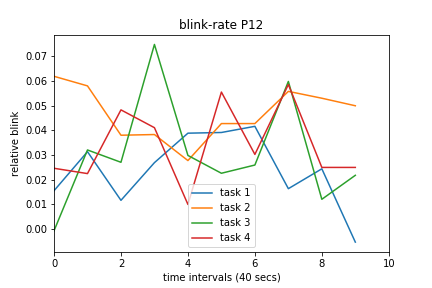 blink-rate P12
relative blink
0.07
0.06
0.05
0.04
0.03
0.02
0.01
0.00
task 1
task 2
task 3
task 4
0 2 4 6 8 10
time intervals (40 secs)